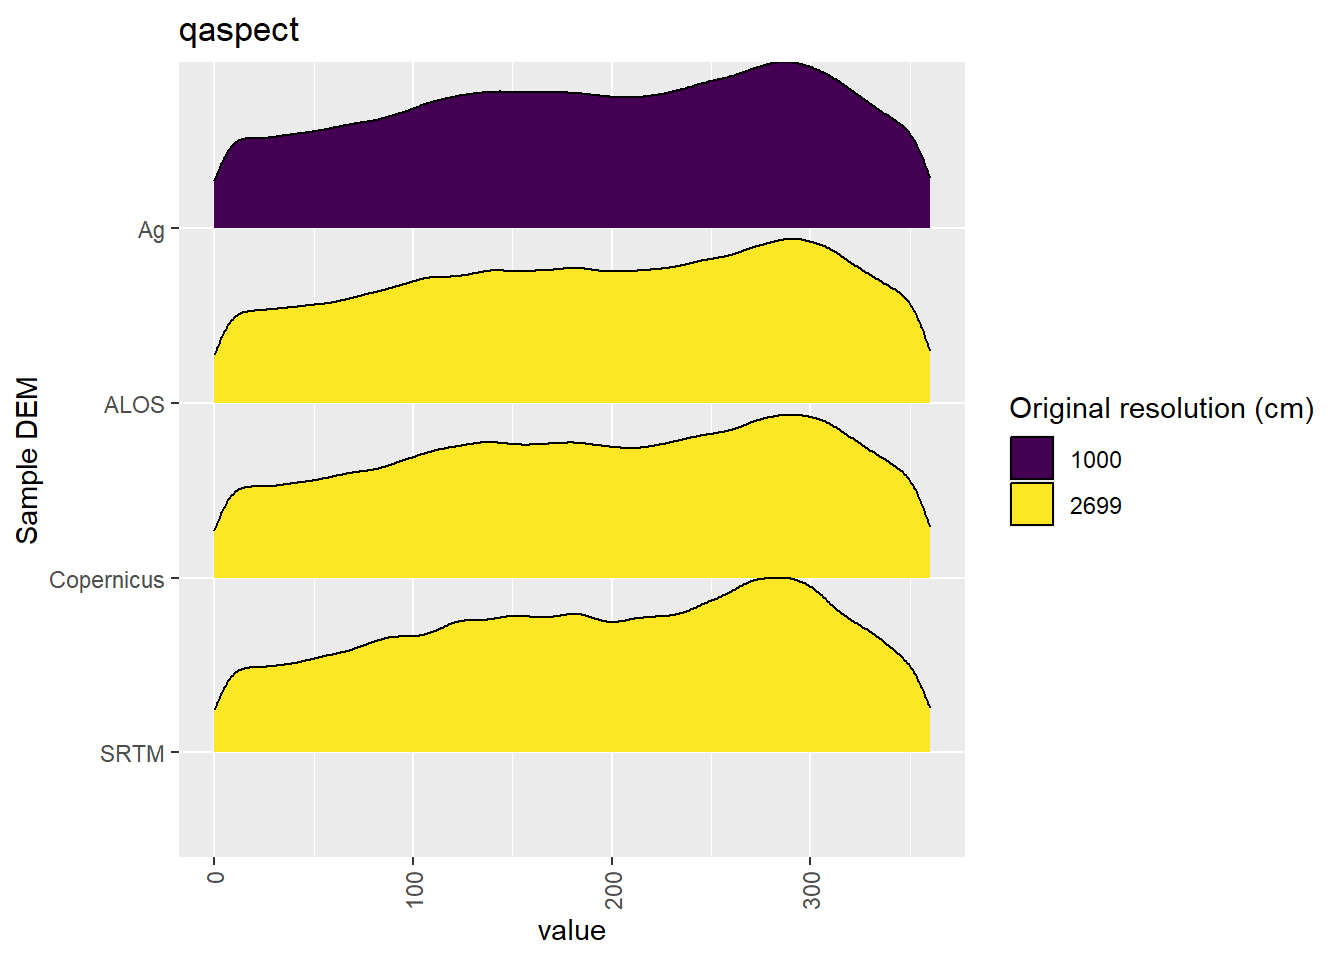 qaspect
Sample DEM
Ag
ALOS
Copernicus
SRTM
0
100
200
300
value
Original resolution (cm)
1000
2699